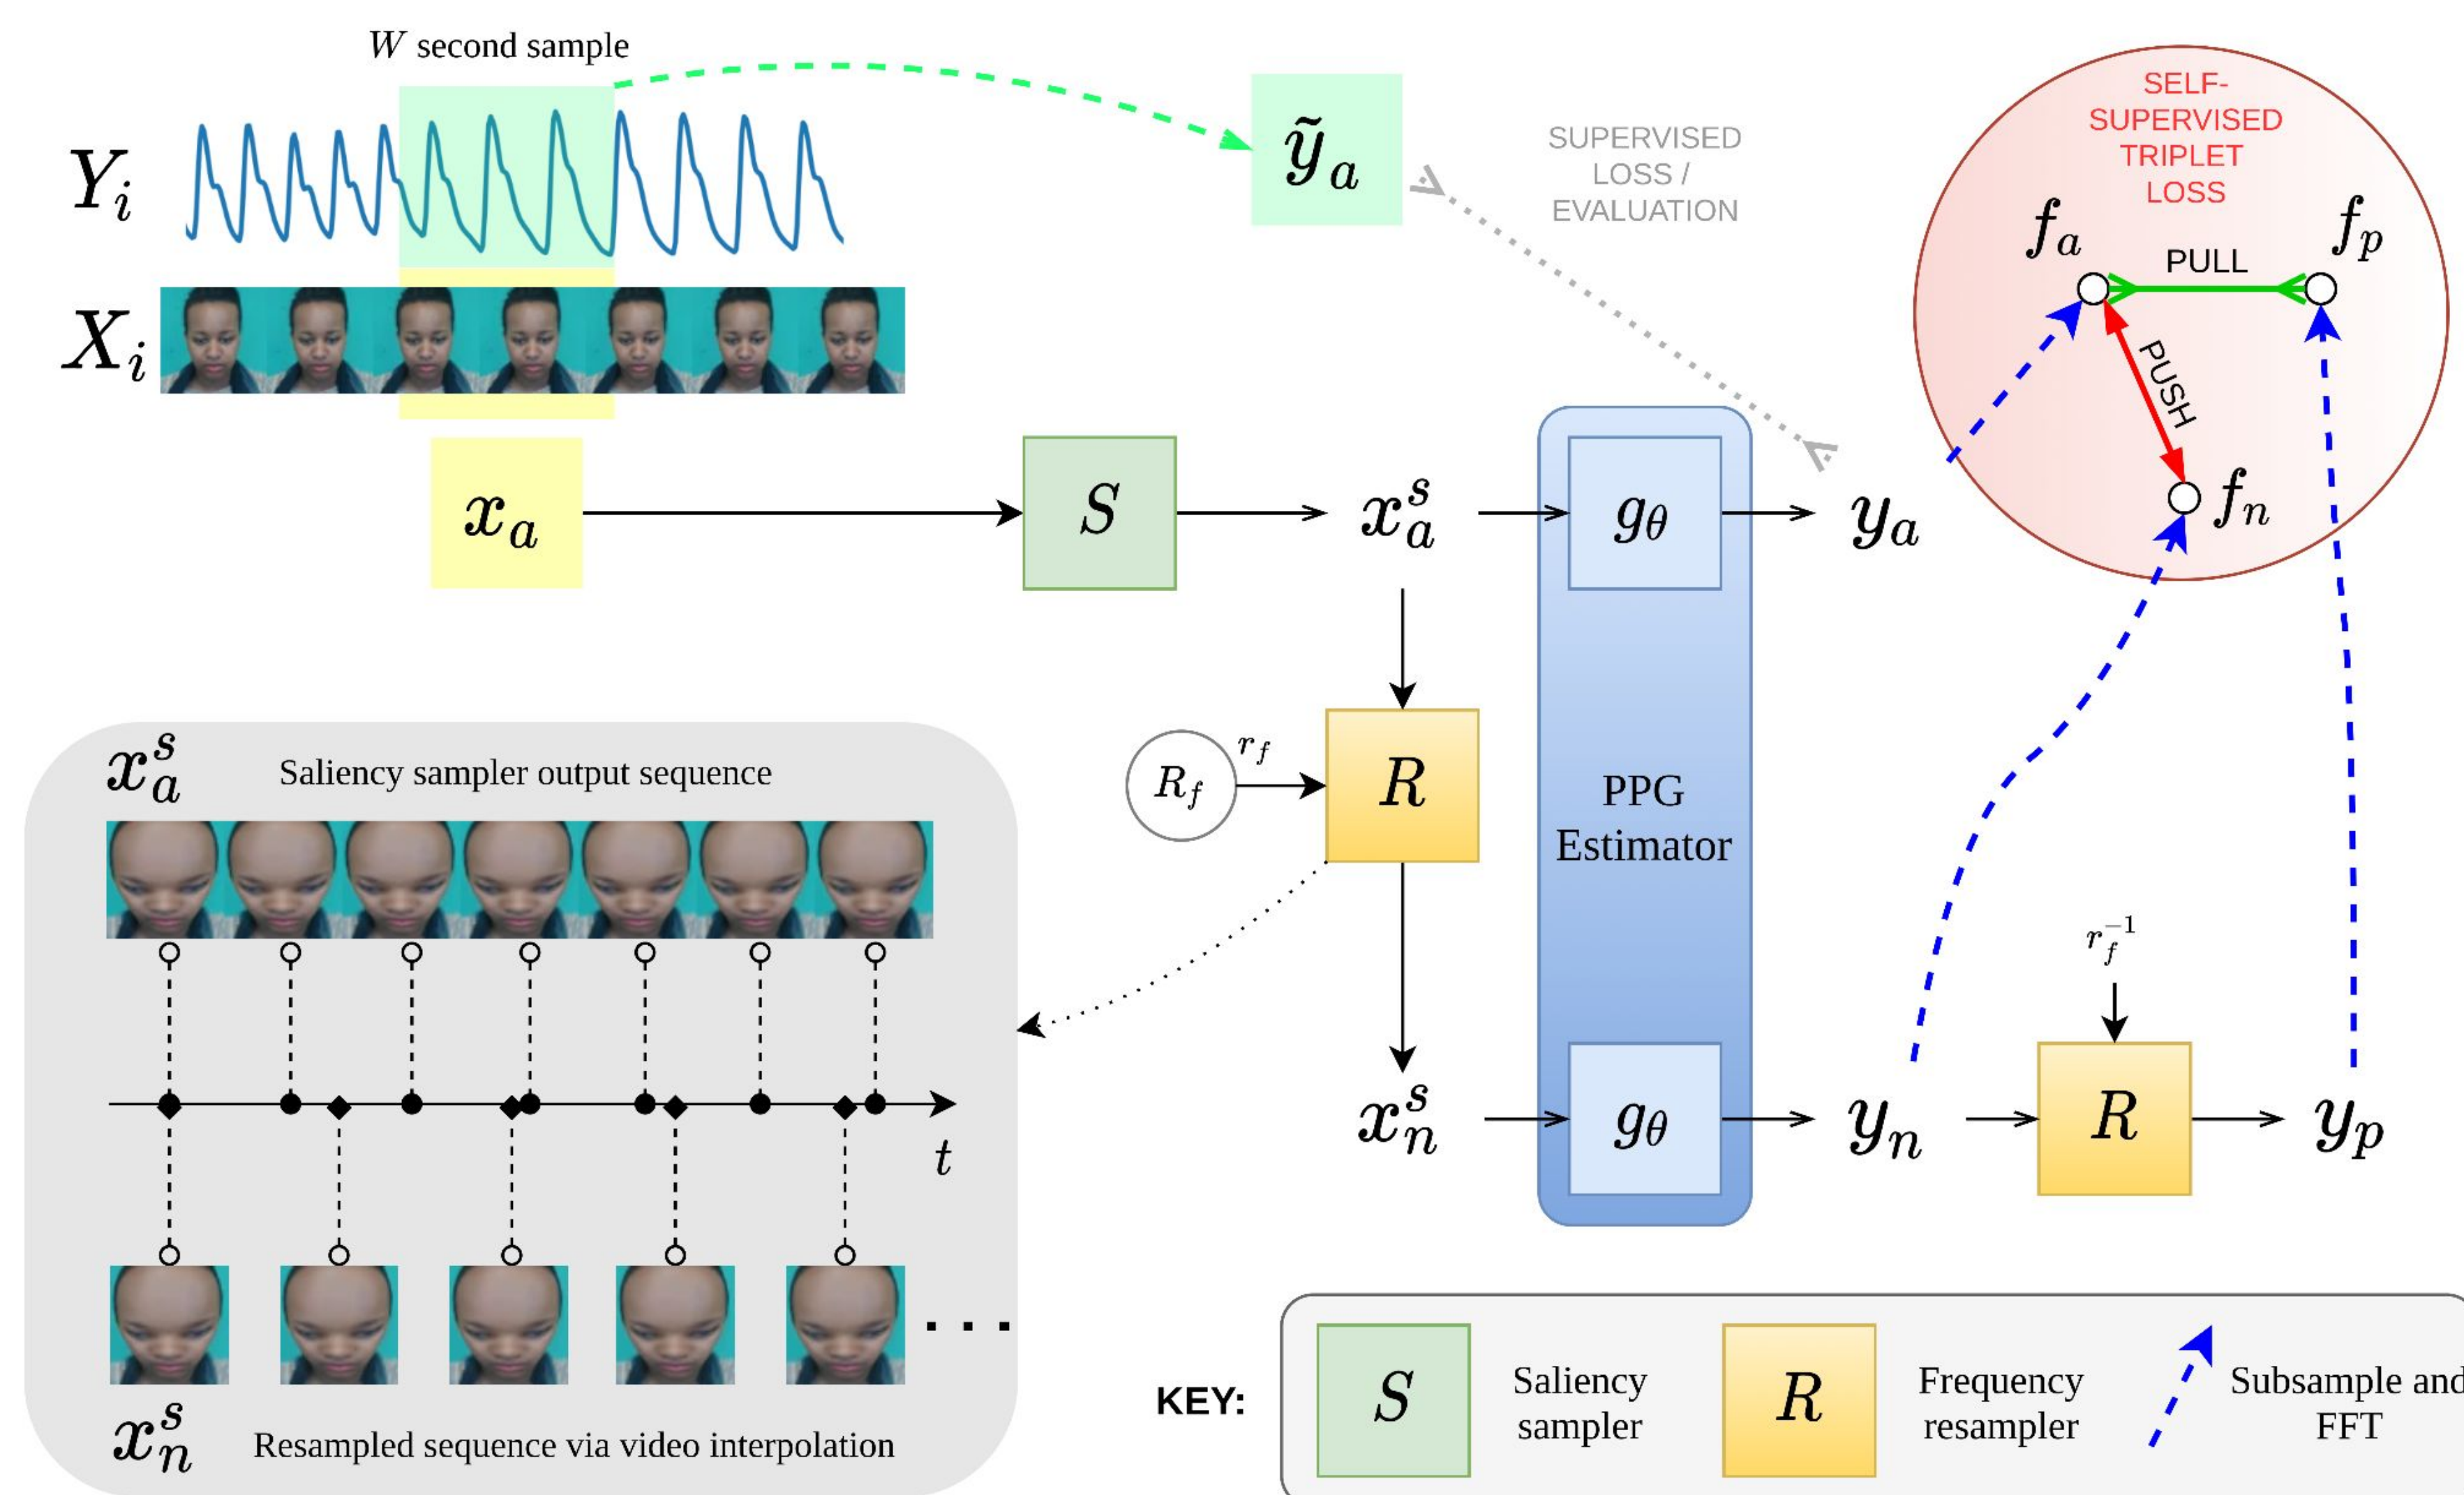 W second sample
Y_i
ỹ_a
SUPERVISED
LOSS /
EVALUATION
SELF-
SUPERVISED
TRIPLET
LOSS
f_a
f_p
PULL
PUSH
f_n
X_i
x_a
S
x_a^s
g_θ
y_a
R_f
r_f
R
PPG
Estimator
x_a^s
Saliency sampler output sequence
t
x_n^s
Resampled sequence via video interpolation
x_n^s
g_θ
y_n
r_f^{-1}
R
y_p
KEY:
S
Saliency
sampler
R
Frequency
resampler
Subsample and
FFT